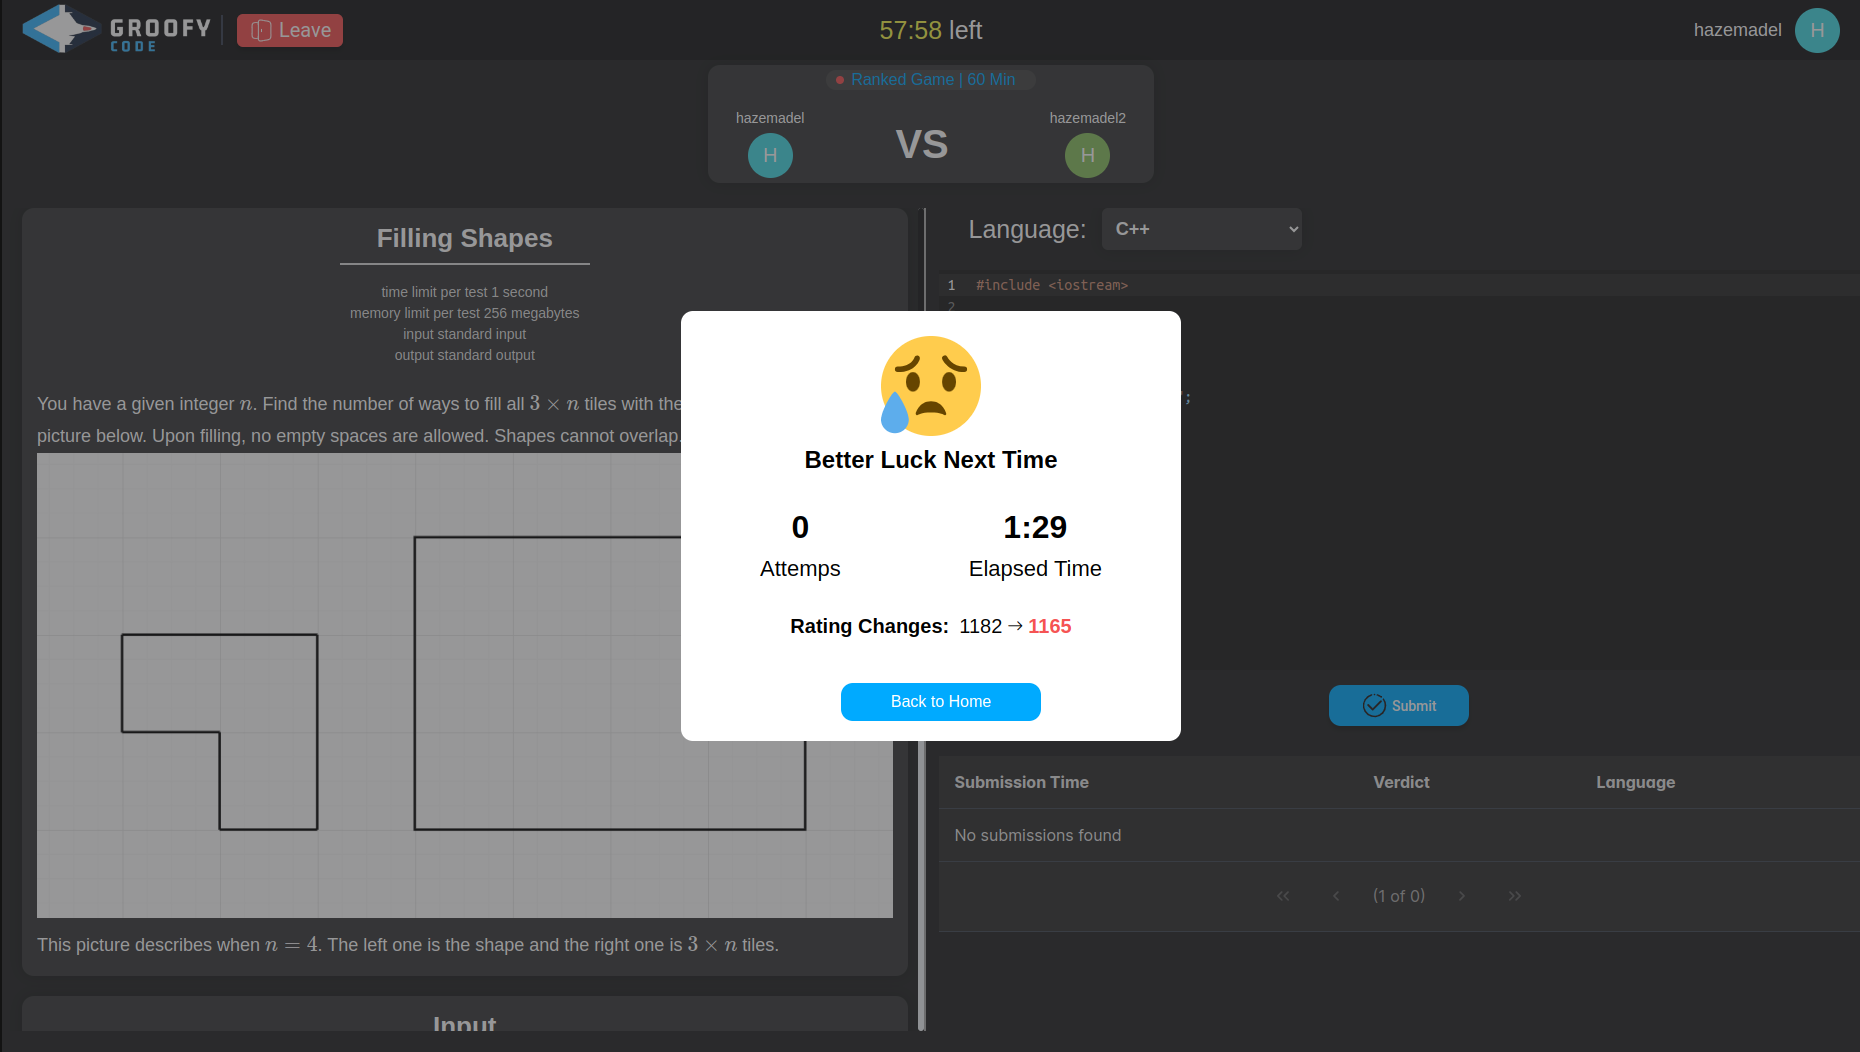 GROOFY
CODE
Leave
57:58 left
hazemadel
H
Ranked Game | 60 Min
hazemadel
H
VS
hazemadel2
H
Filling Shapes
time limit per test 1 second
memory limit per test 256 megabytes
input standard input
output standard output
You have a given integer n. Find the number of ways to fill all 3 × n tiles with the
picture below. Upon filling, no empty spaces are allowed. Shapes cannot overlap.
This picture describes when n = 4. The left one is the shape and the right one is 3 × n tiles.
Input
Language:
C++
1 #include <iostream>
2
;
Better Luck Next Time
0
Attemps
1:29
Elapsed Time
Rating Changes: 1182 → 1165
Back to Home
Submit
Submission Time Verdict Language
No submissions found
« ‹ (1 of 0) › »